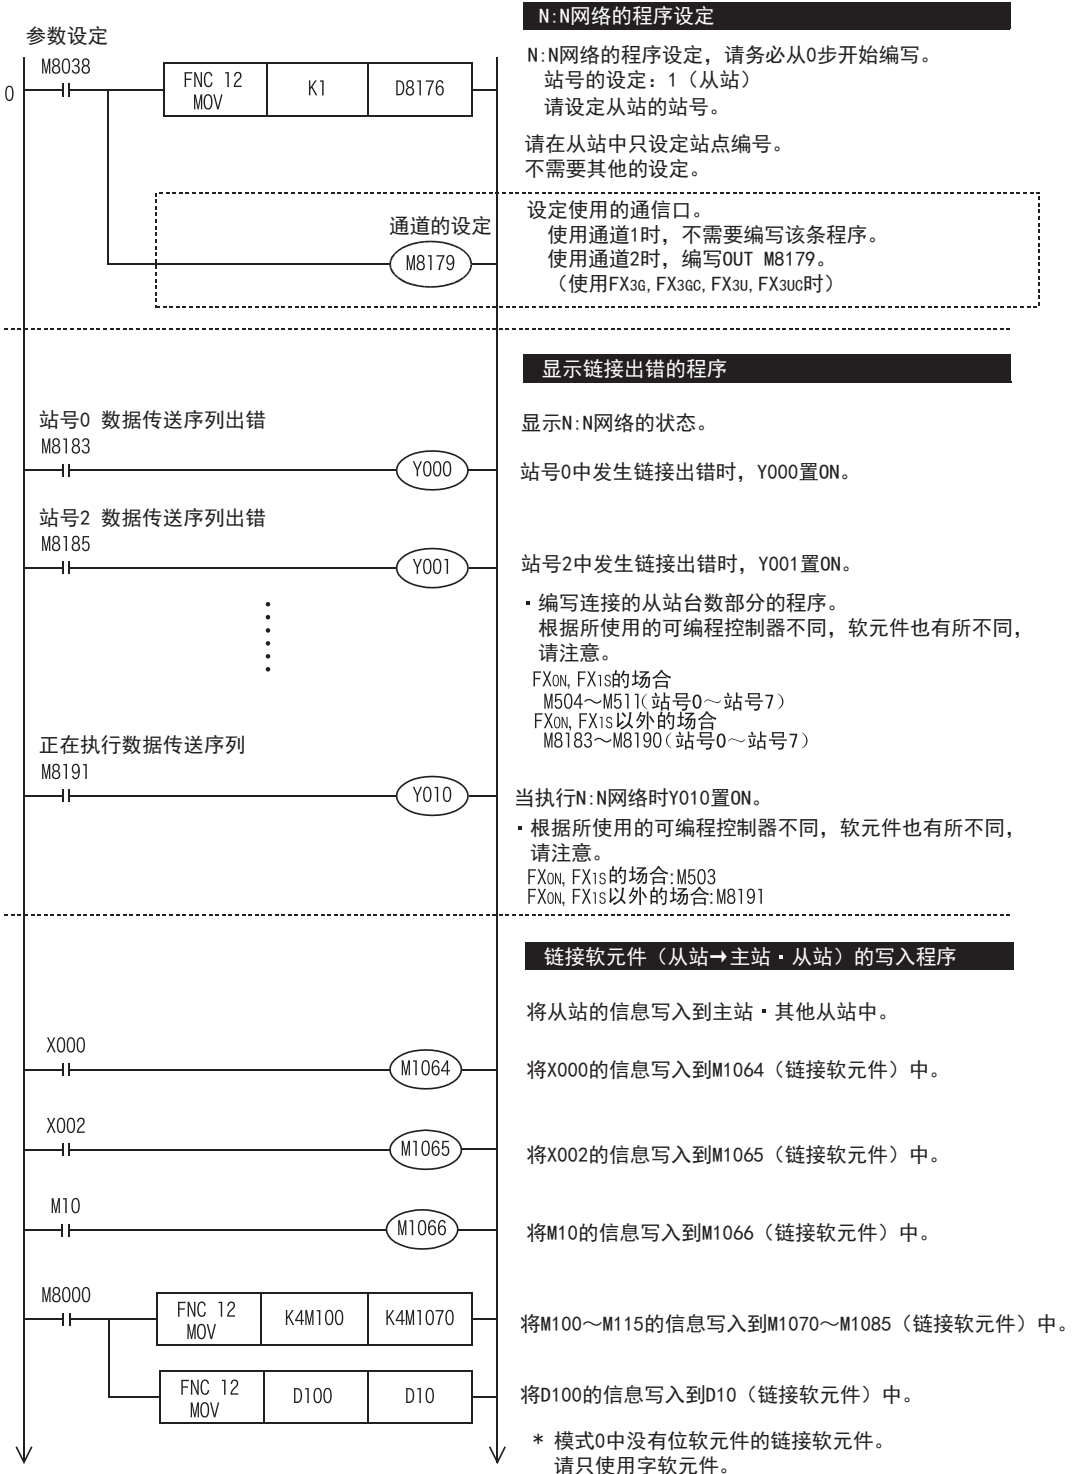 N:N网络的程序设定
参数设定
M8038
0
FNC 12
MOV
K1
D8176
N:N网络的程序设定，请务必从0步开始编写。
站号的设定：1（从站）
请设定从站的站号。
请在从站中只设定站点编号。
不需要其他的设定。
通道的设定
M8179
设定使用的通信口。
使用通道1时，不需要编写该条程序。
使用通道2时，编写OUT M8179。
（使用FX3G,FX3GC,FX3U,FX3UC时）
显示链接出错的程序
站号0 数据传送序列出错
M8183
Y000
显示N:N网络的状态。
站号0中发生链接出错时，Y000置ON。
站号2 数据传送序列出错
M8185
Y001
站号2中发生链接出错时，Y001置ON。
▪编写连接的从站台数部分的程序。
根据所使用的可编程控制器不同，软元件也有所不同，
请注意。
FX0N,FX1S的场合
M504～M511(站号0～站号7)
FX0N,FX1S以外的场合
M8183～M8190(站号0～站号7)
正在执行数据传送序列
M8191
Y010
当执行N:N网络时Y010置ON。
▪根据所使用的可编程控制器不同，软元件也有所不同，
请注意。
FX0N,FX1S的场合:M503
FX0N,FX1S以外的场合:M8191
链接软元件（从站→主站▪从站）的写入程序
将从站的信息写入到主站▪其他从站中。
X000
M1064
将X000的信息写入到M1064（链接软元件）中。
X002
M1065
将X002的信息写入到M1065（链接软元件）中。
M10
M1066
将M10的信息写入到M1066（链接软元件）中。
M8000
FNC 12
MOV
K4M100
K4M1070
将M100～M115的信息写入到M1070～M1085（链接软元件）中。
FNC 12
MOV
D100
D10
将D100的信息写入到D10（链接软元件）中。
* 模式0中没有位软元件的链接软元件。
请只使用字软元件。